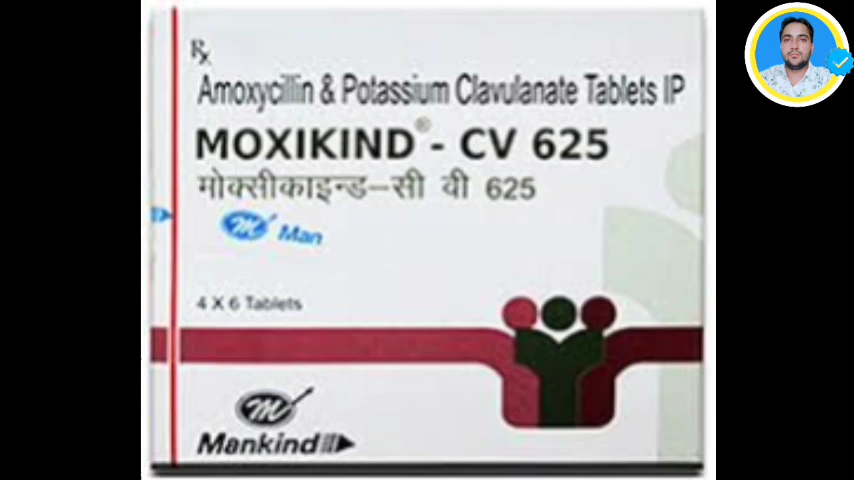 Rx
Amoxycillin & Potassium Clavulanate Tablets IP
MOXIKIND® - CV 625
मोक्सीकाइन्ड–सी वी 625
M Man
4 X 6 Tablets
M
Mankind